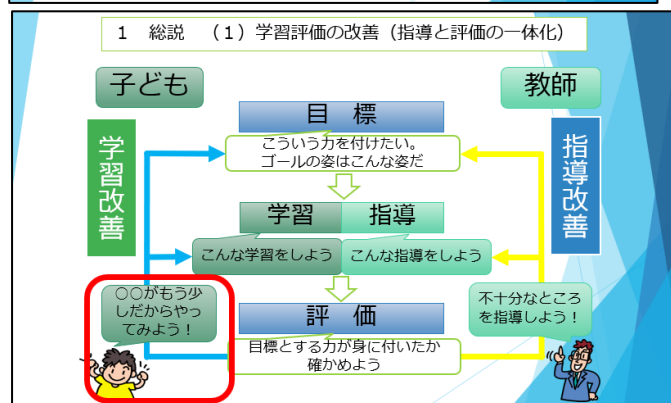 1 総説 (1)学習評価の改善(指導と評価の一体化)
子ども
教師
目 標
こういう力を付けたい。
ゴールの姿はこんな姿だ
学習改善
指導改善
学習 指導
こんな学習をしよう
こんな指導をしよう
○○がもう少
しだからやっ
てみよう！
不十分なところ
を指導しよう！
評 価
目標とする力が身に付いたか
確かめよう